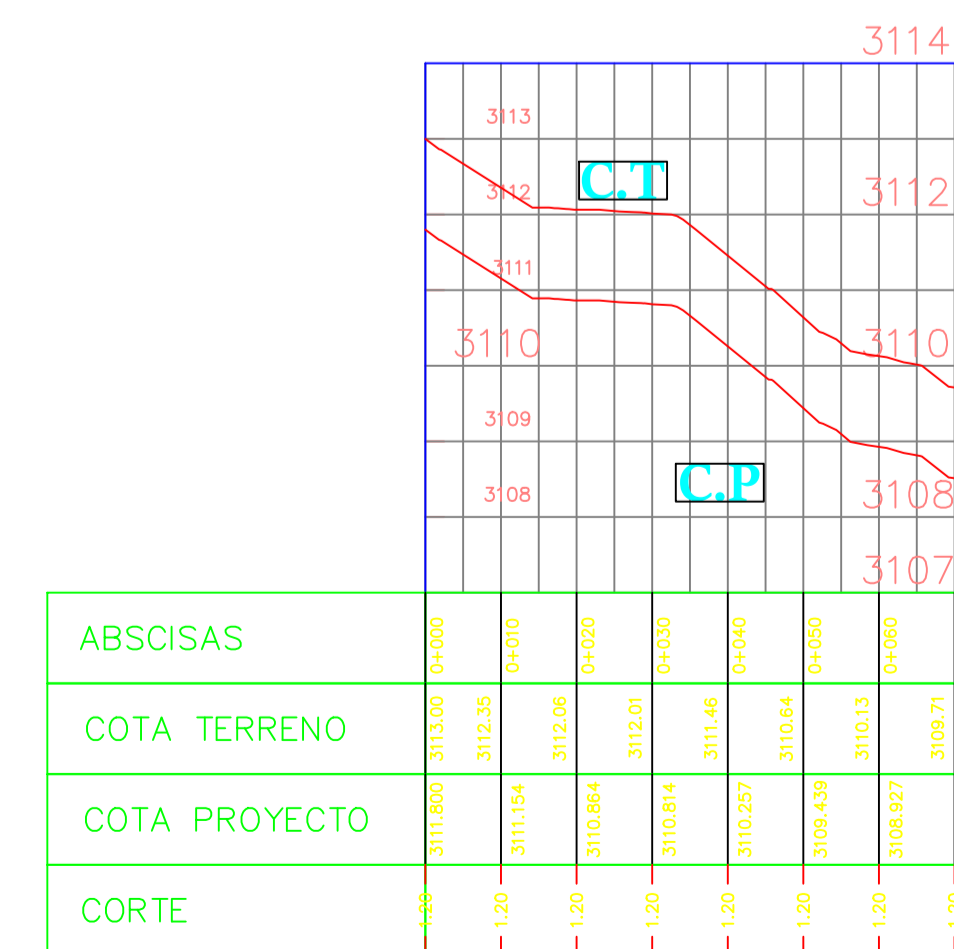 3114
3113
C.T
3112 3112
3111
3110 3110
3109
C.P
3108 3108
3107
ABSCISAS 0+000 0+010 0+020 0+030 0+040 0+050 0+060
COTA TERRENO 3113.00 3112.35 3112.06 3112.01 3111.46 3110.64 3110.13 3109.71
COTA PROYECTO 3111.800 3111.154 3110.864 3110.814 3110.257 3109.439 3108.927
CORTE 1.20 1.20 1.20 1.20 1.20 1.20 1.20